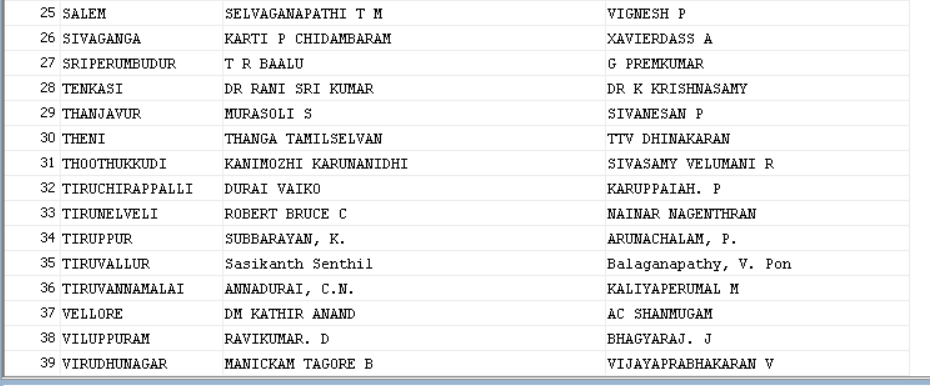 25 SALEM SELVAGANAPATHI T M VIGNESH P
26 SIVAGANGA KARTI P CHIDAMBARAM XAVIERDASS A
27 SRIPERUMBUDUR T R BAALU G PREMKUMAR
28 TENKASI DR RANI SRI KUMAR DR K KRISHNASAMY
29 THANJAVUR MURASOLI S SIVANESAN P
30 THENI THANGA TAMILSELVAN TTV DHINAKARAN
31 THOOTHUKKUDI KANIMOZHI KARUNANIDHI SIVASAMY VELUMANI R
32 TIRUCHIRAPPALLI DURAI VAIKO KARUPPAIAH. P
33 TIRUNELVELI ROBERT BRUCE C NAINAR NAGENTHRAN
34 TIRUPPUR SUBBARAYAN, K. ARUNACHALAM, P.
35 TIRUVALLUR Sasikanth Senthil Balaganapathy, V. Pon
36 TIRUVANNAMALAI ANNADURAI, C.N. KALIYAPERUMAL M
37 VELLORE DM KATHIR ANAND AC SHANMUGAM
38 VILUPPURAM RAVIKUMAR. D BHAGYARAJ. J
39 VIRUDHUNAGAR MANICKAM TAGORE B VIJAYAPRABHAKARAN V